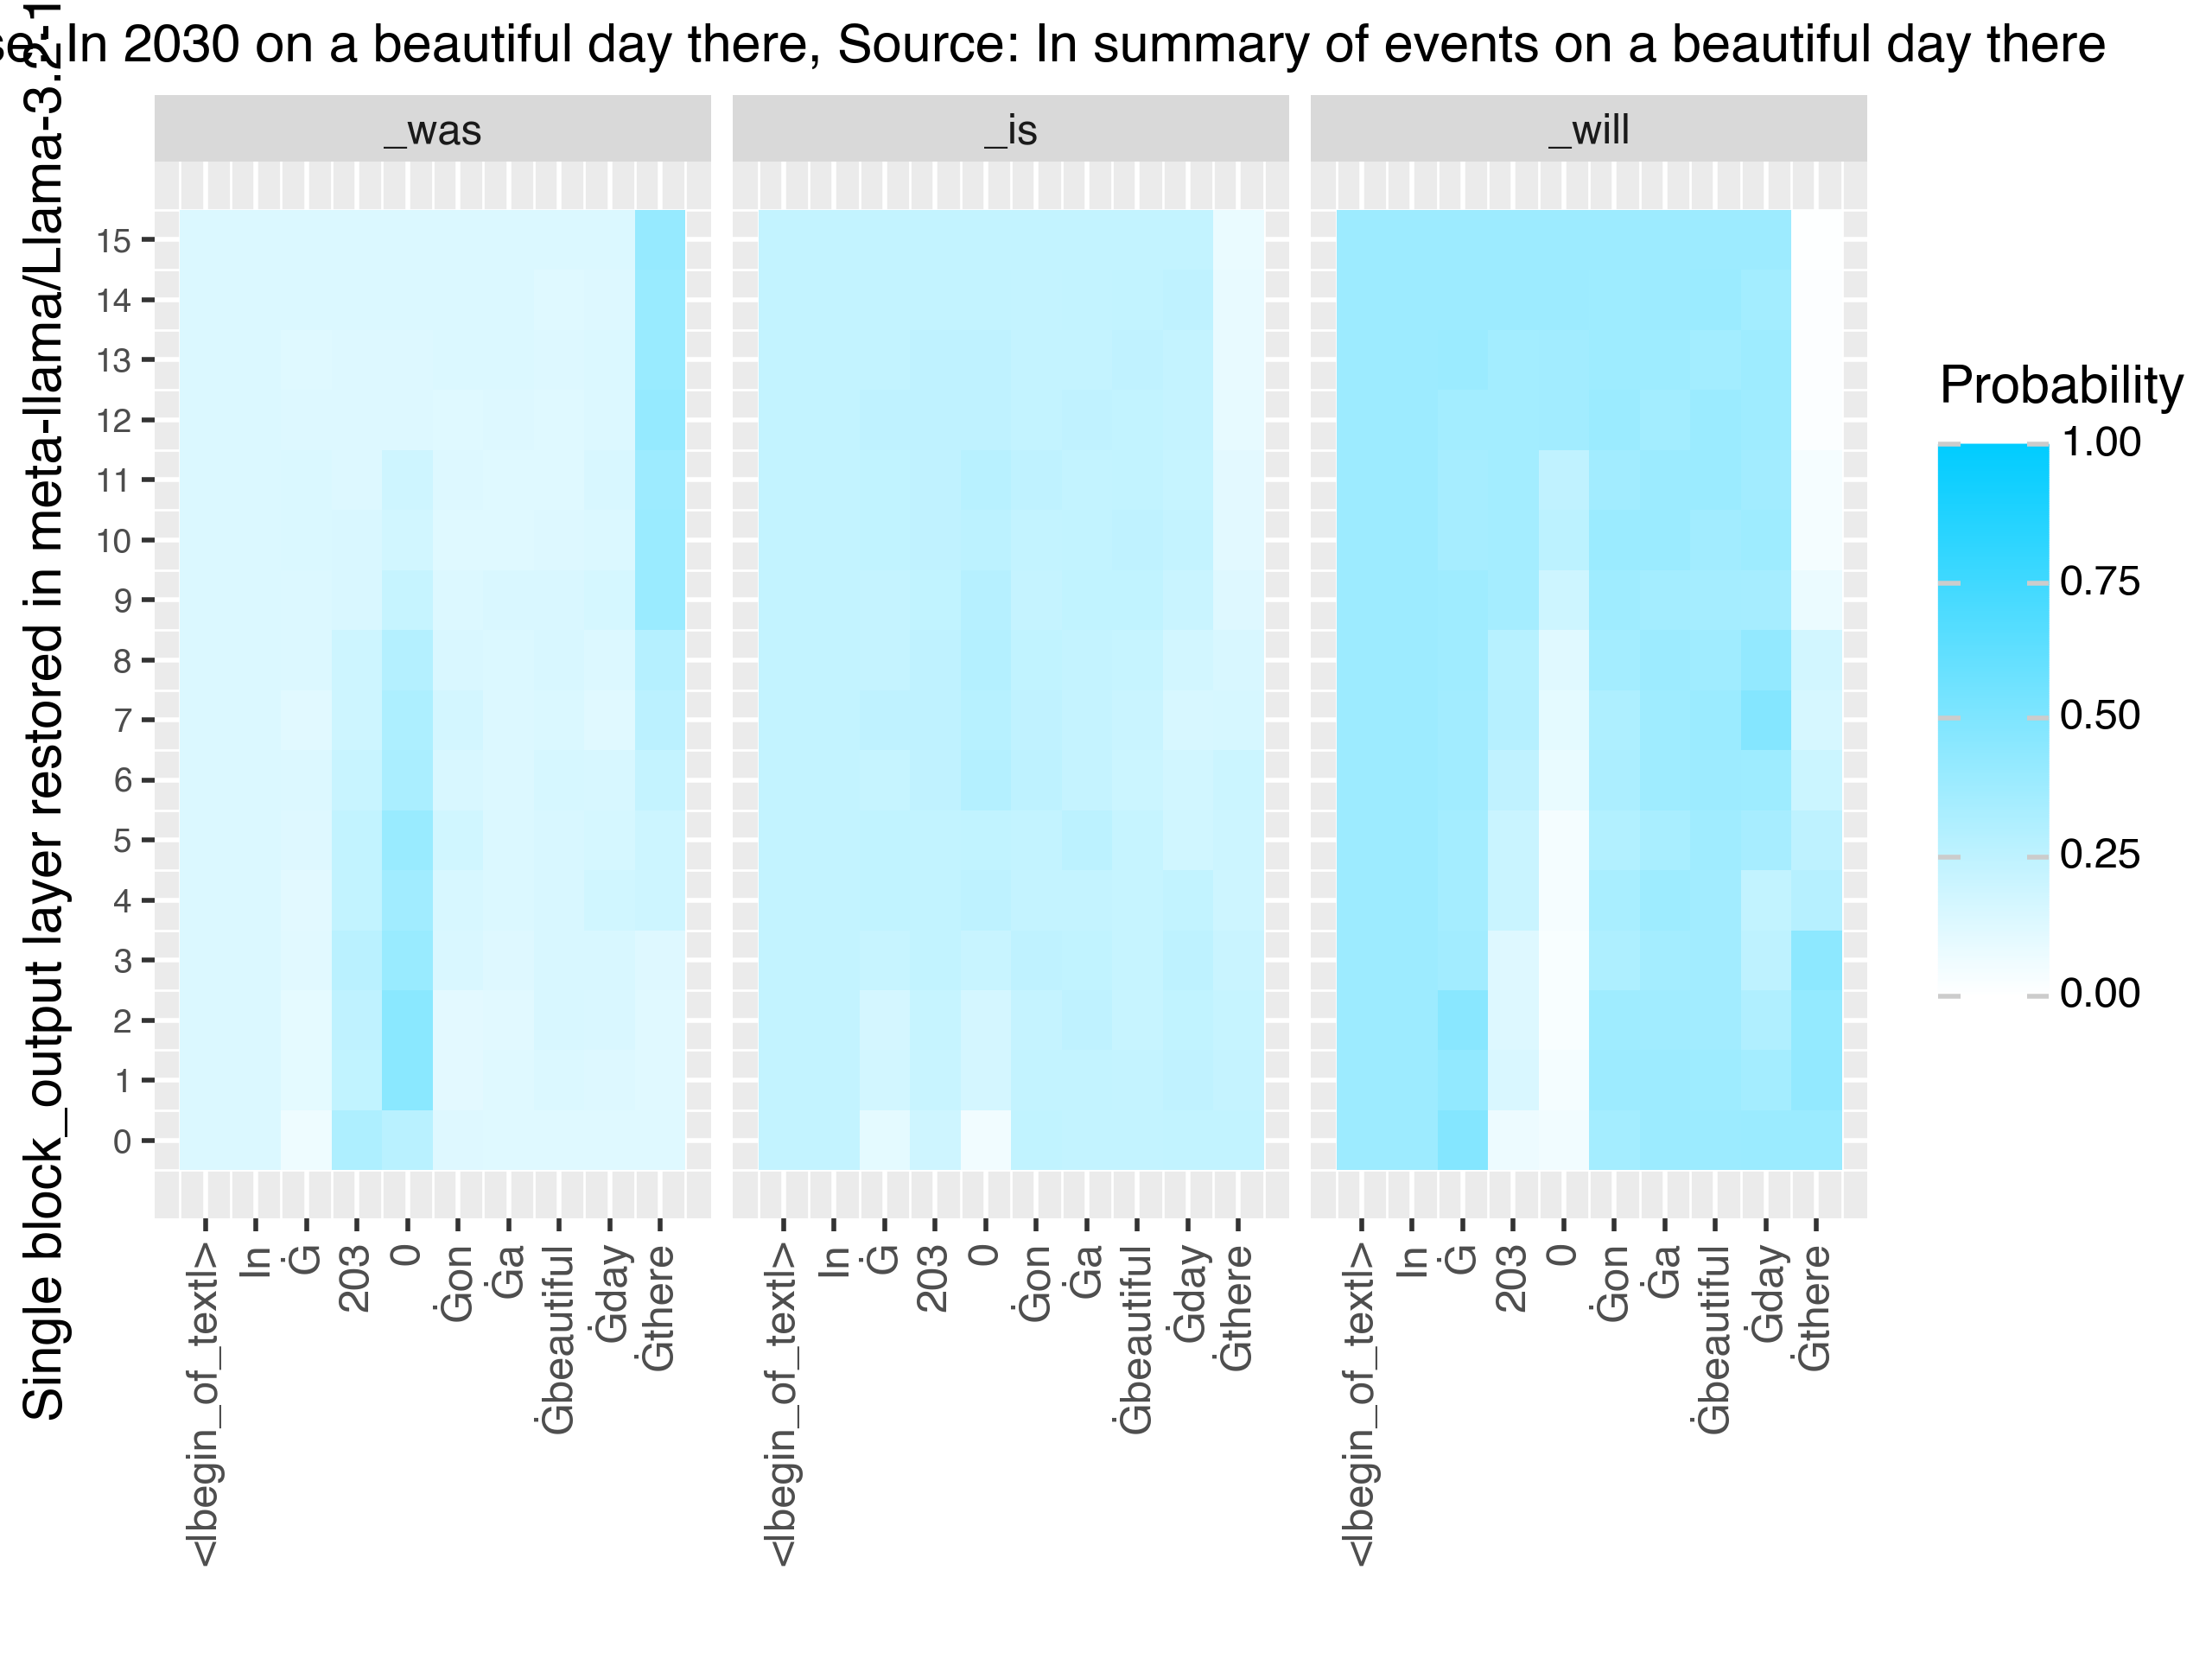 In 2030 on a beautiful day there, Source: In summary of events on a beautiful day there
Single block_output layer restored in meta-llama/Llama-3.2-1
_was
_is
_will
15
14
13
12
11
10
9
8
7
6
5
4
3
2
1
0
<|begin_of_text|>
In
Ġ
203
0
Ġon
Ġa
Ġbeautiful
Ġday
Ġthere
<|begin_of_text|>
In
Ġ
203
0
Ġon
Ġa
Ġbeautiful
Ġday
Ġthere
<|begin_of_text|>
In
Ġ
203
0
Ġon
Ġa
Ġbeautiful
Ġday
Ġthere
Probability
1.00
0.75
0.50
0.25
0.00